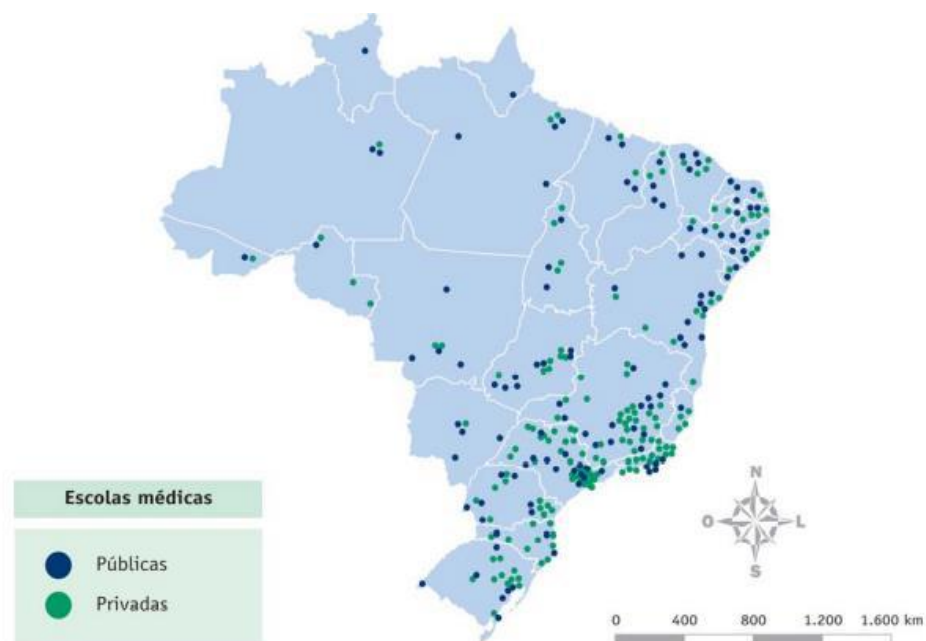 Escolas médicas
Públicas
Privadas
N
O L
S
0 400 800 1.200 1.600 km